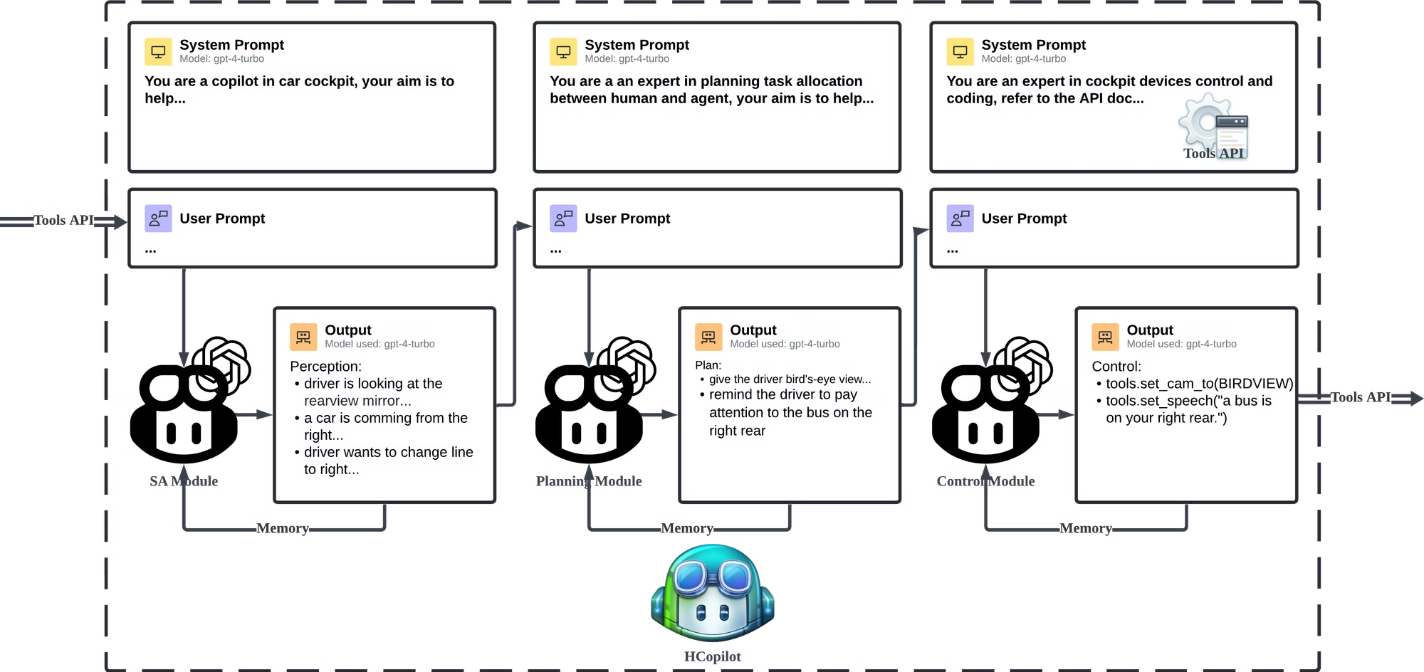 System Prompt
Model: gpt-4-turbo
You are a copilot in car cockpit, your aim is to
help...
System Prompt
Model: gpt-4-turbo
You are a an expert in planning task allocation
between human and agent, your aim is to help...
System Prompt
Model: gpt-4-turbo
You are an expert in cockpit devices control and
coding, refer to the API doc...
Tools API
Tools API
User Prompt
...
User Prompt
...
User Prompt
...
Output
Model used: gpt-4-turbo
Perception:
• driver is looking at the
rearview mirror...
• a car is comming from the
right...
• driver wants to change line
to right...
SA Module
Memory
Output
Model used: gpt-4-turbo
Plan:
• give the driver bird's-eye view...
• remind the driver to pay
attention to the bus on the
right rear
Planning Module
Memory
Output
Model used: gpt-4-turbo
Control:
• tools.set_cam_to(BIRDVIEW)
• tools.set_speech("a bus is
on your right rear.")
Tools API
Control Module
Memory
HCopilot